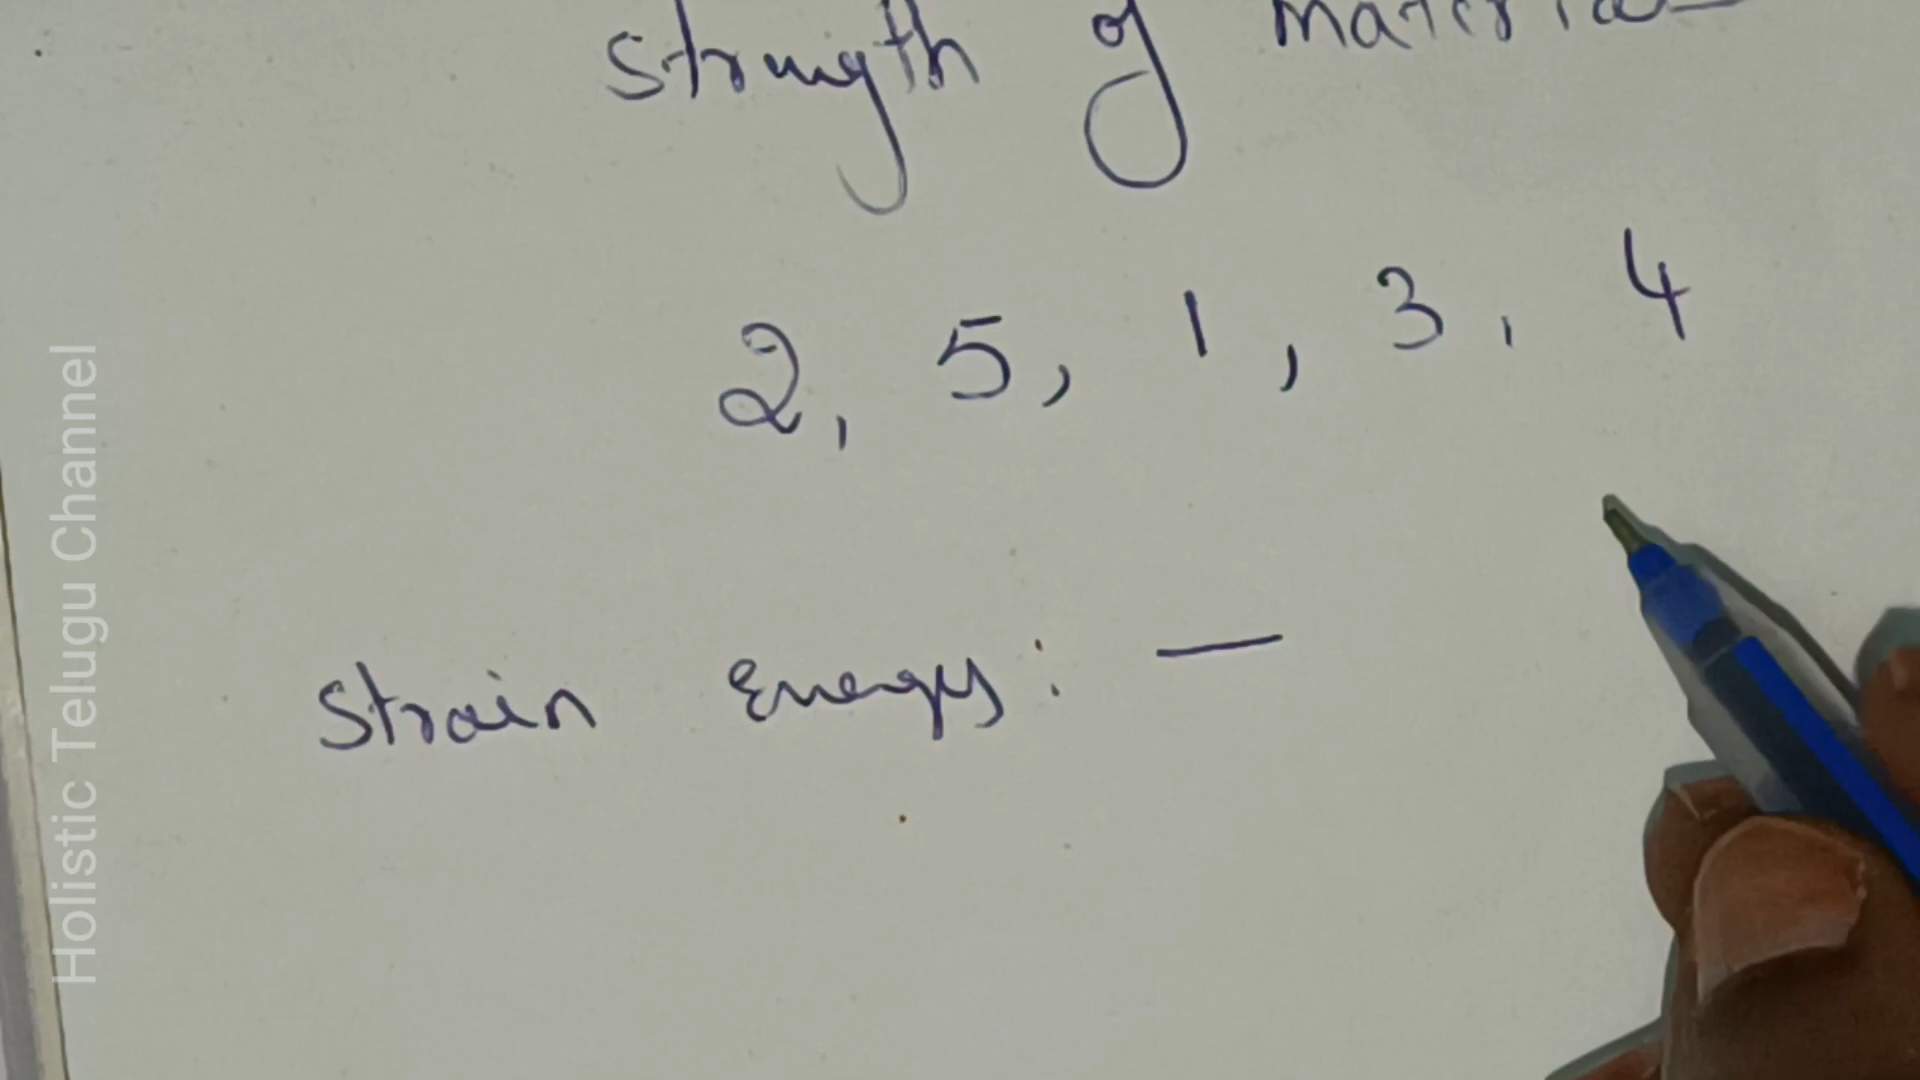 Strength of
2, 5, 1, 3, 4
Strain Energy: —
Holistic Telugu Channel